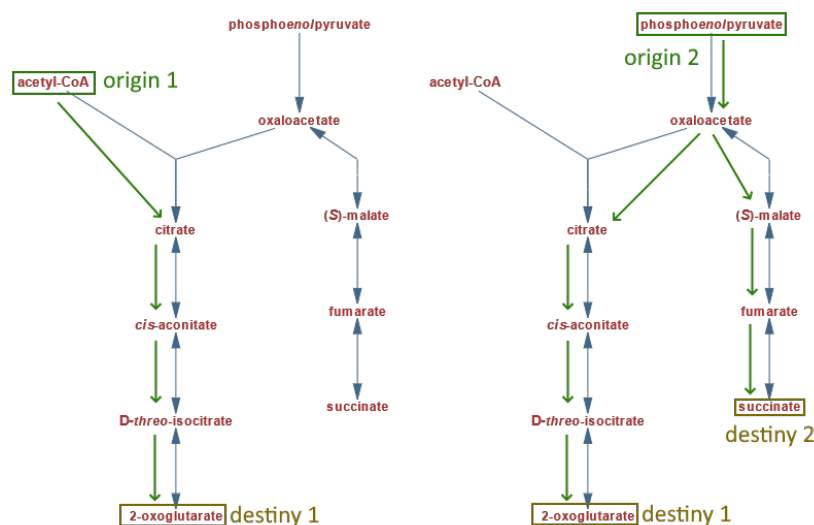 phosphoenolpyruvate
acetyl-CoA origin 1
oxaloacetate
(S)-malate
citrate
fumarate
cis-aconitate
succinate
D-threo-isocitrate
2-oxoglutarate destiny 1
phosphoenolpyruvate
origin 2
acetyl-CoA
oxaloacetate
(S)-malate
citrate
fumarate
cis-aconitate
succinate
D-threo-isocitrate
destiny 2
2-oxoglutarate destiny 1